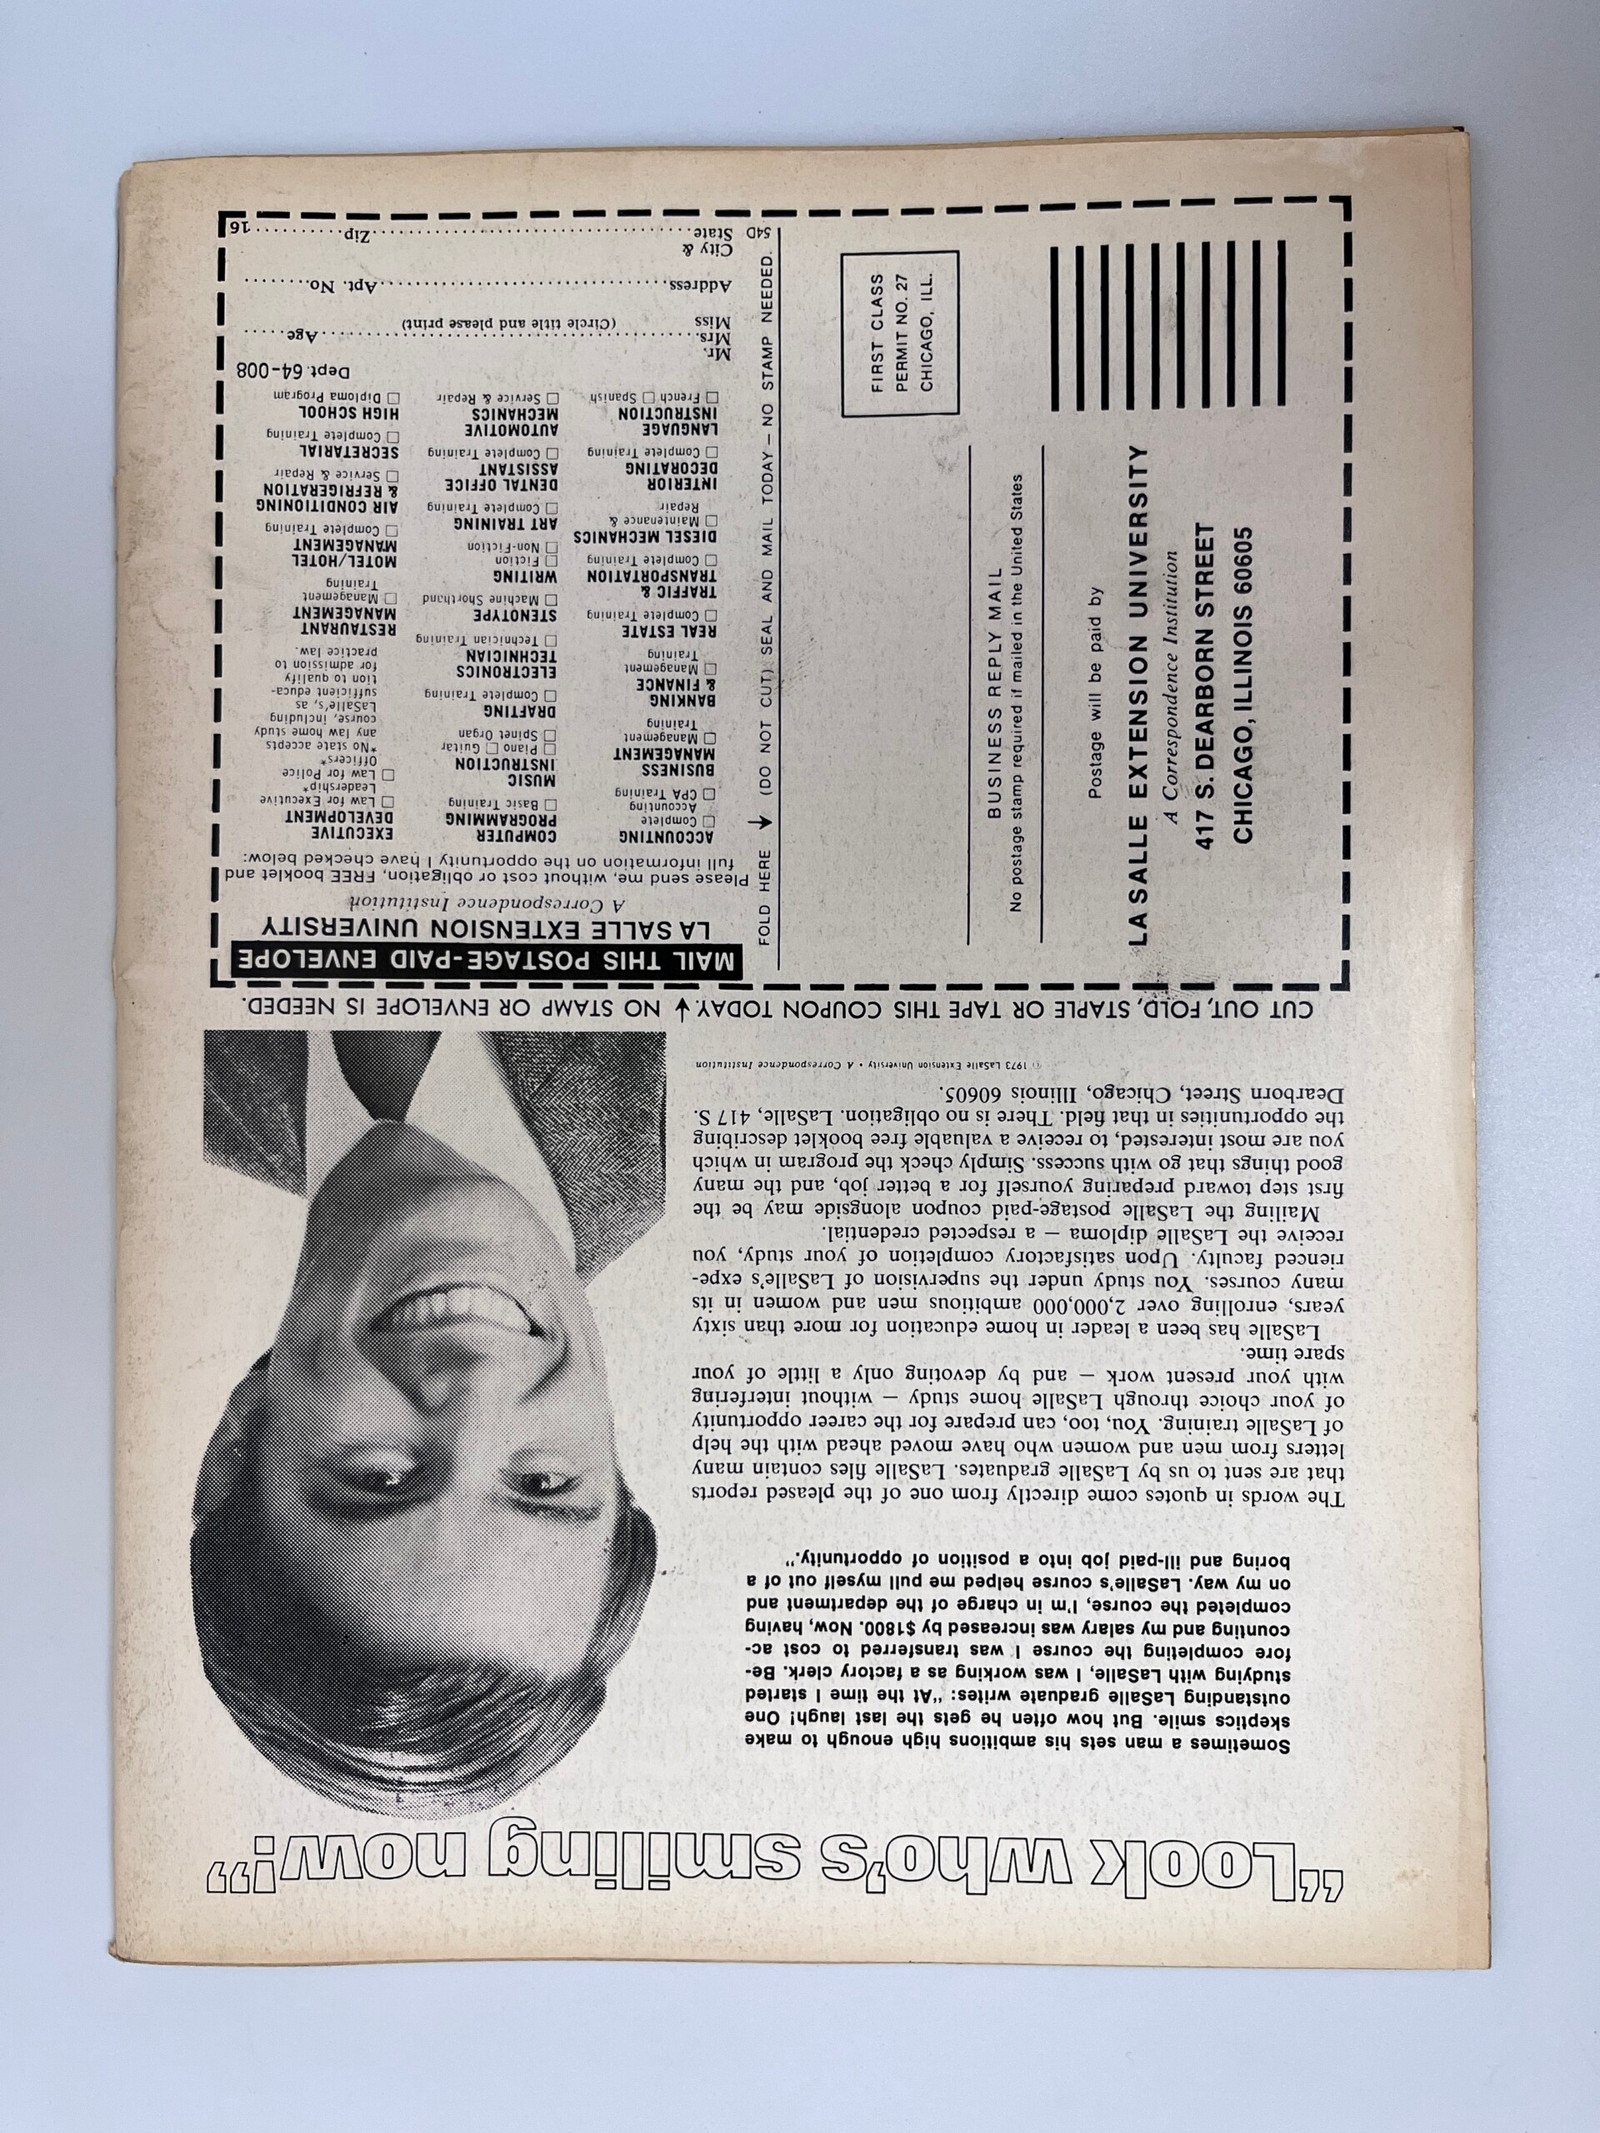 “Look who’s smiling now!”
Sometimes a man sets his ambitions high enough to make
skeptics smile. But how often he gets the last laugh! One
outstanding LaSalle graduate writes: “At the time I started
studying with LaSalle, I was working as a factory clerk. Be-
fore completing the course I was transferred to cost ac-
counting and my salary was increased by $1800. Now, having
completed the course, I’m in charge of the department and
on my way. LaSalle’s course helped me pull myself out of a
boring and ill-paid job into a position of opportunity.”
The words in quotes come directly from one of the pleased reports
that are sent to us by LaSalle graduates. LaSalle files contain many
letters from men and women who have moved ahead with the help
of LaSalle training. You, too, can prepare for the career opportunity
of your choice through LaSalle home study — without interfering
with your present work — and by devoting only a little of your
spare time.
LaSalle has been a leader in home education for more than sixty
years, enrolling over 2,000,000 ambitious men and women in its
many courses. You study under the supervision of LaSalle’s expe-
rienced faculty. Upon satisfactory completion of your study, you
receive the LaSalle diploma — a respected credential.
Mailing the LaSalle postage-paid coupon alongside may be the
first step toward preparing yourself for a better job, and the many
good things that go with success. Simply check the program in which
you are most interested, to receive a valuable free booklet describing
the opportunities in that field. There is no obligation. LaSalle, 417 S.
Dearborn Street, Chicago, Illinois 60605.
© 1973 LaSalle Extension University • A Correspondence Institution
CUT OUT, FOLD, STAPLE OR TAPE THIS COUPON TODAY. NO STAMP OR ENVELOPE IS NEEDED.
LA SALLE EXTENSION UNIVERSITY
A Correspondence Institution
417 S. DEARBORN STREET
CHICAGO, ILLINOIS 60605
Postage will be paid by
BUSINESS REPLY MAIL
No postage stamp required if mailed in the United States
FIRST CLASS
PERMIT NO. 27
CHICAGO, ILL.
FOLD HERE (DO NOT CUT) SEAL AND MAIL TODAY — NO STAMP NEEDED.
54D
MAIL THIS POSTAGE-PAID ENVELOPE
LA SALLE EXTENSION UNIVERSITY
A Correspondence Institution
Please send me, without cost or obligation, FREE booklet and
full information on the opportunity I have checked below:
ACCOUNTING
Complete
Accounting
CPA Training
BUSINESS
MANAGEMENT
Management
Training
BANKING
& FINANCE
Management
Training
REAL ESTATE
Complete Training
TRAFFIC &
TRANSPORTATION
Complete Training
DIESEL MECHANICS
Maintenance &
Repair
INTERIOR
DECORATING
Complete Training
LANGUAGE
INSTRUCTION
French Spanish
COMPUTER
PROGRAMMING
Basic Training
MUSIC
INSTRUCTION
Piano Guitar
Spinet Organ
DRAFTING
Complete Training
ELECTRONICS
TECHNICIAN
Technician Training
STENOTYPE
Machine Shorthand
WRITING
Fiction
Non-Fiction
ART TRAINING
Complete Training
DENTAL OFFICE
ASSISTANT
Complete Training
AUTOMOTIVE
MECHANICS
Service & Repair
EXECUTIVE
DEVELOPMENT
Law for Executive
Leadership*
Law for Police
Officers*
*No state accepts
any law home study
course, including
LaSalle’s, as
sufficient educa-
tion to qualify
for admission to
practice law.
RESTAURANT
MANAGEMENT
Management
Training
MOTEL/HOTEL
MANAGEMENT
Complete Training
AIR CONDITIONING
& REFRIGERATION
Service & Repair
SECRETARIAL
Complete Training
HIGH SCHOOL
Diploma Program
Dept. 64-008
Mr.
Mrs. Age
Miss (Circle title and please print)
Address Apt. No.
City &
State Zip 16